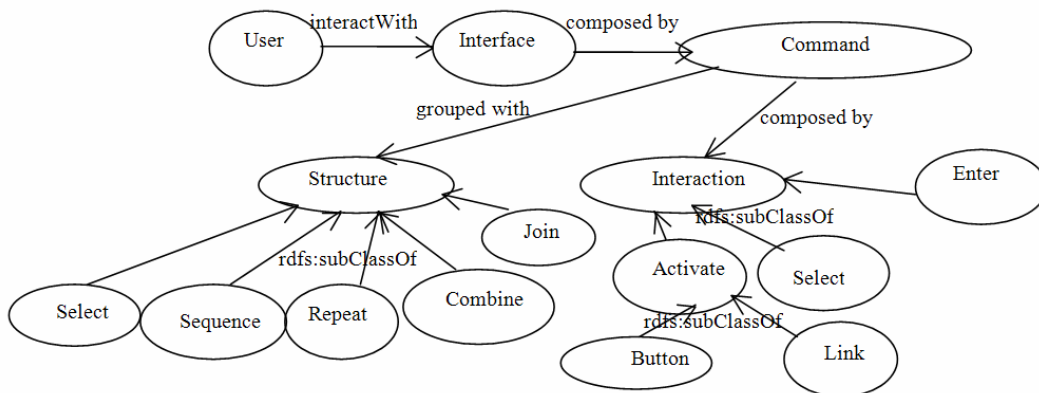 User
interactWith
Interface
composed by
Command
grouped with
composed by
Structure
Interaction
Enter
Join
rdfs:subClassOf
rdfs:subClassOf
Activate
Select
Select
Sequence
Repeat
Combine
rdfs:subClassOf
Button
Link